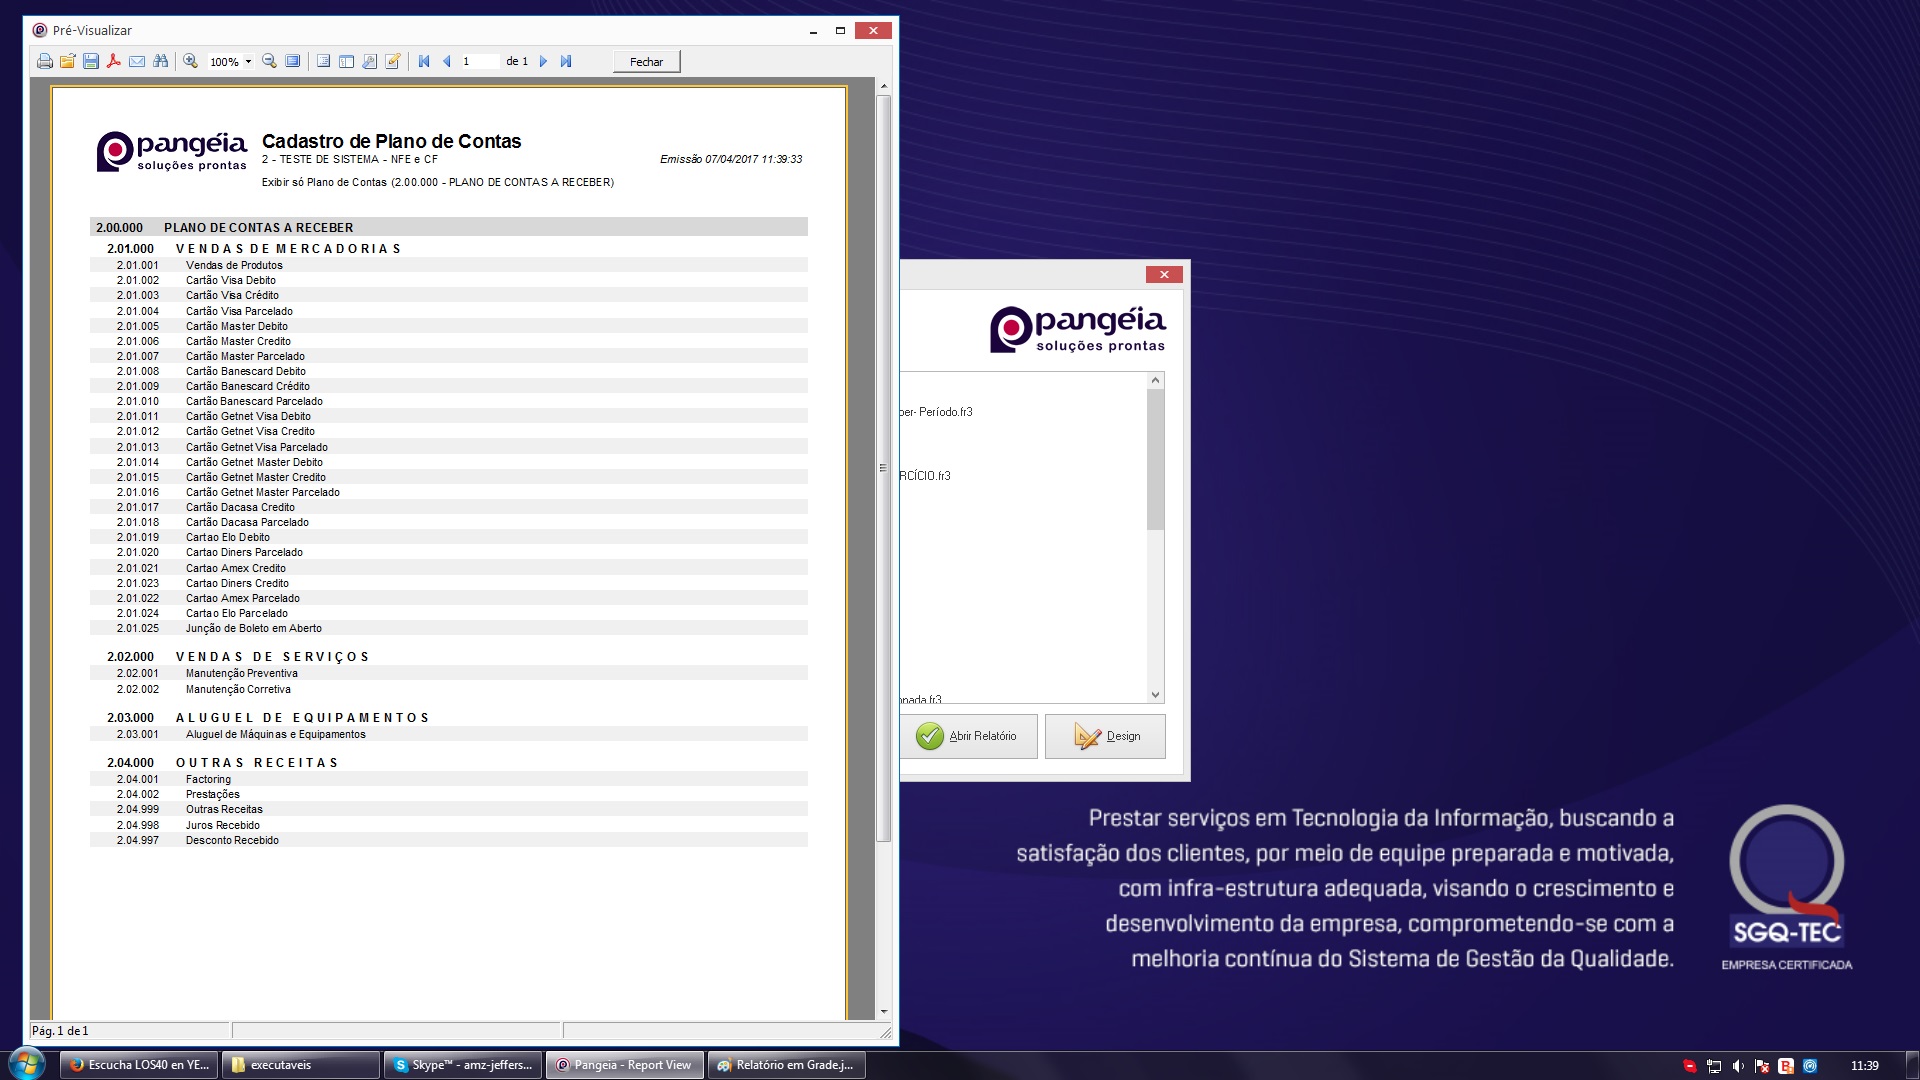 Pré-Visualizar
100%
1
de 1
Fechar
pangéia
soluções prontas
Cadastro de Plano de Contas
2 - TESTE DE SISTEMA - NFE e CF
Emissão 07/04/2017 11:39:33
Exibir só Plano de Contas (2.00.000 - PLANO DE CONTAS A RECEBER)
2.00.000 PLANO DE CONTAS A RECEBER
2.01.000 VENDAS DE MERCADORIAS
2.01.001 Vendas de Produtos
2.01.002 Cartão Visa Debito
2.01.003 Cartão Visa Crédito
2.01.004 Cartão Visa Parcelado
2.01.005 Cartão Master Debito
2.01.006 Cartão Master Credito
2.01.007 Cartão Master Parcelado
2.01.008 Cartão Banescard Debito
2.01.009 Cartão Banescard Crédito
2.01.010 Cartão Banescard Parcelado
2.01.011 Cartão Getnet Visa Debito
2.01.012 Cartão Getnet Visa Credito
2.01.013 Cartão Getnet Visa Parcelado
2.01.014 Cartão Getnet Master Debito
2.01.015 Cartão Getnet Master Credito
2.01.016 Cartão Getnet Master Parcelado
2.01.017 Cartão Dacasa Credito
2.01.018 Cartão Dacasa Parcelado
2.01.019 Cartao Elo Debito
2.01.020 Cartao Diners Parcelado
2.01.021 Cartao Amex Credito
2.01.023 Cartao Diners Credito
2.01.022 Cartao Amex Parcelado
2.01.024 Cartao Elo Parcelado
2.01.025 Junção de Boleto em Aberto
2.02.000 VENDAS DE SERVIÇOS
2.02.001 Manutenção Preventiva
2.02.002 Manutenção Corretiva
2.03.000 ALUGUEL DE EQUIPAMENTOS
2.03.001 Aluguel de Máquinas e Equipamentos
2.04.000 OUTRAS RECEITAS
2.04.001 Factoring
2.04.002 Prestações
2.04.999 Outras Receitas
2.04.998 Juros Recebido
2.04.997 Desconto Recebido
Pág. 1 de 1
pangéia
soluções prontas
ber- Período.fr3
RCÍCIO.fr3
onada.fr3
Abrir Relatório
Design
Prestar serviços em Tecnologia da Informação, buscando a
satisfação dos clientes, por meio de equipe preparada e motivada,
com infra-estrutura adequada, visando o crescimento e
desenvolvimento da empresa, comprometendo-se com a
melhoria contínua do Sistema de Gestão da Qualidade.
SGQ-TEC
EMPRESA CERTIFICADA
Escucha LOS40 en YE...
executaveis
Skype™ - amz-jeffers...
Pangeia - Report View
Relatório em Grade.j...
11:39